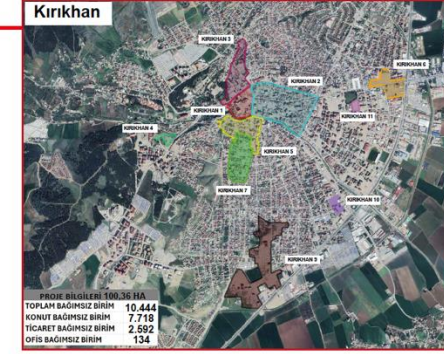 Kırıkhan
KIRIKHAN 3
KIRIKHAN 6
KIRIKHAN 2
KIRIKHAN 1
KIRIKHAN 11
KIRIKHAN 4
KIRIKHAN 5
KIRIKHAN 7
KIRIKHAN 10
PROJE BİLGİLERİ 100,36 HA
TOPLAM BAĞIMSIZ BİRİM 10.444
KONUT BAĞIMSIZ BİRİM 7.718
TİCARET BAĞIMSIZ BİRİM 2.592
OFİS BAĞIMSIZ BİRİM 134